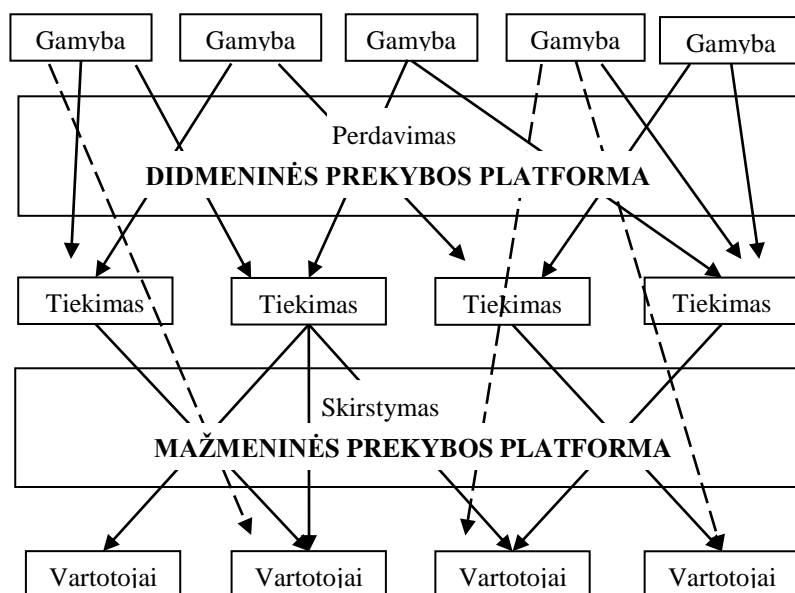 Gamyba Gamyba Gamyba Gamyba Gamyba
Perdavimas
DIDMENINĖS PREKYBOS PLATFORMA
Tiekimas Tiekimas Tiekimas Tiekimas
Skirstymas
MAŽMENINĖS PREKYBOS PLATFORMA
Vartotojai Vartotojai Vartotojai Vartotojai